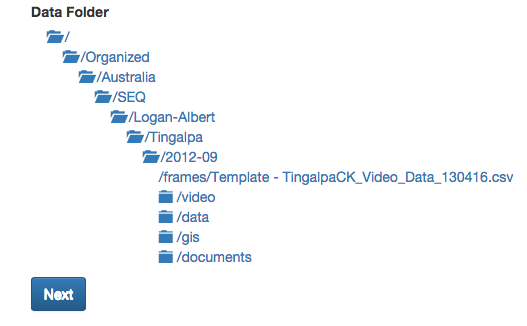 Data Folder
/
/Organized
/Australia
/SEQ
/Logan-Albert
/Tingalpa
/2012-09
/frames/Template - TingalpaCK_Video_Data_130416.csv
/video
/data
/gis
/documents
Next